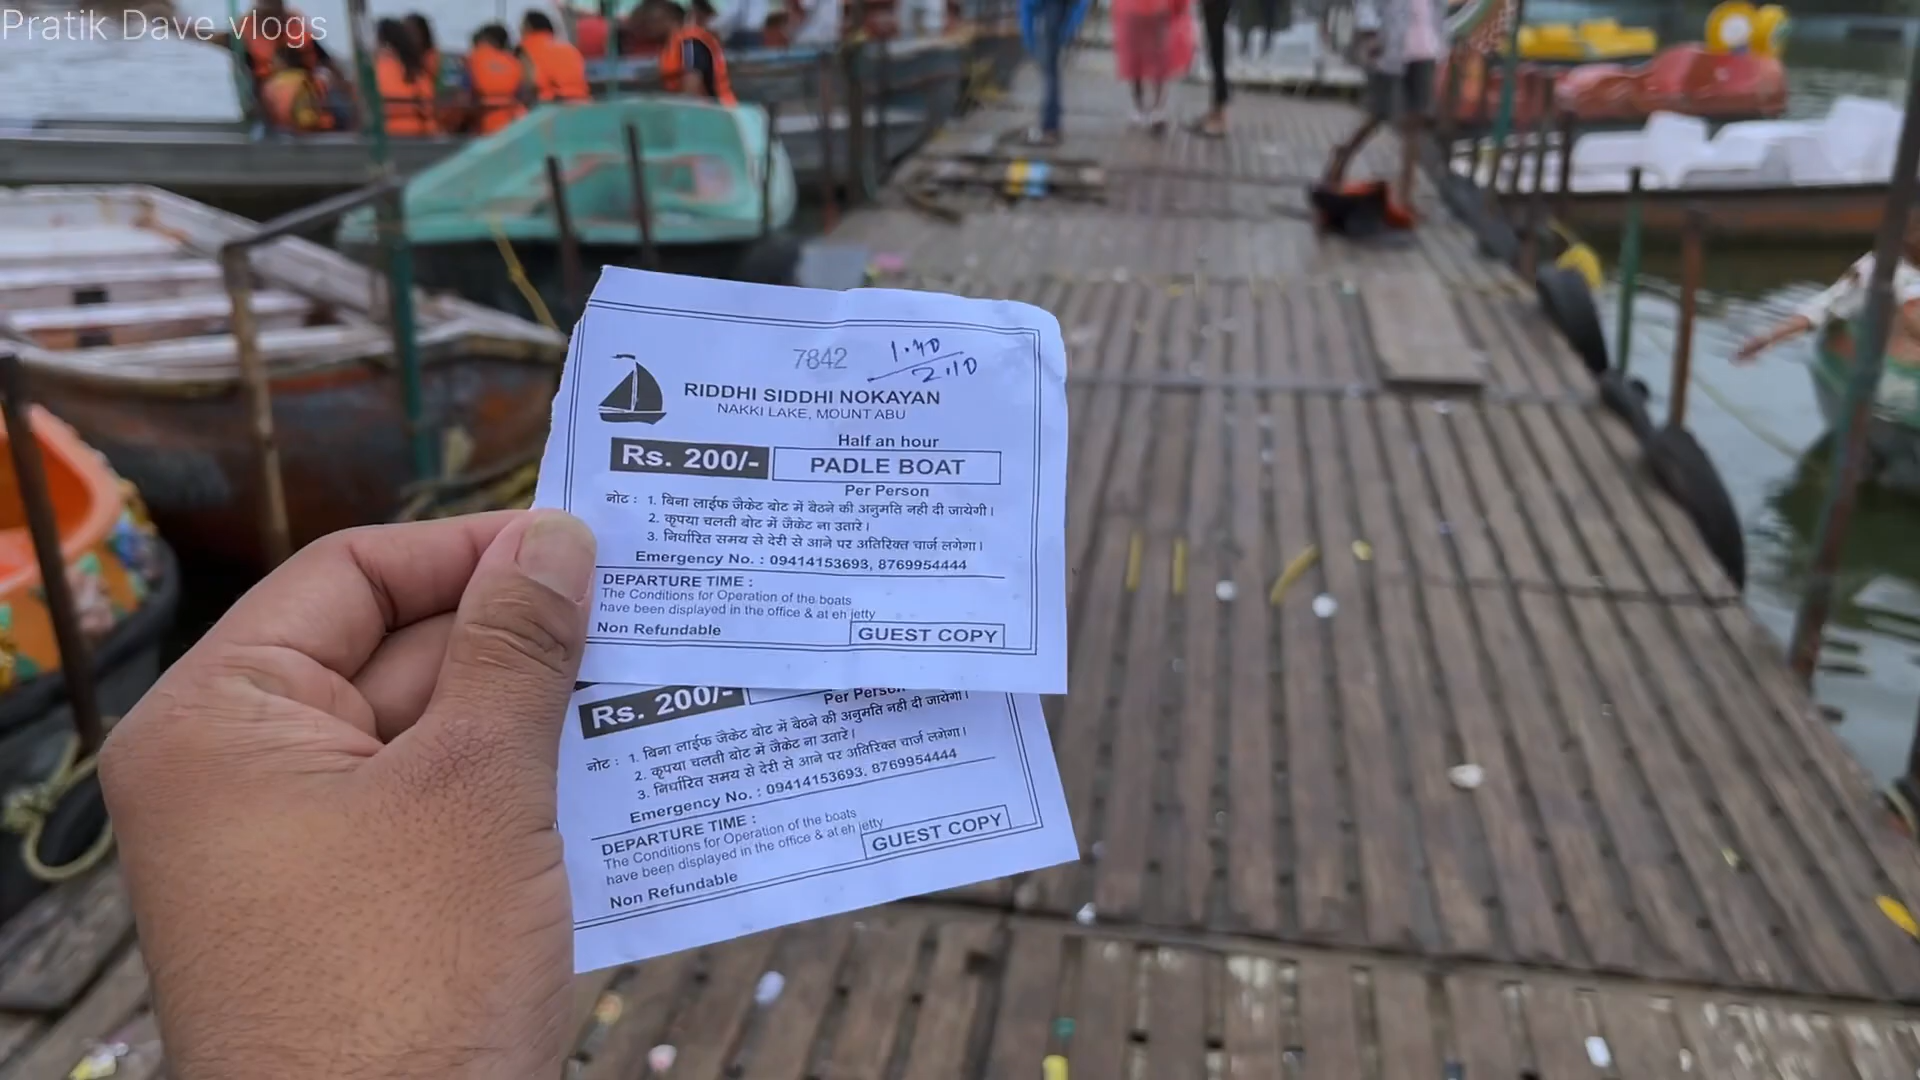 Pratik Dave vlogs
7842
1.40
2.10
RIDDHI SIDDHI NOKAYAN
NAKKI LAKE, MOUNT ABU
Half an hour
Rs. 200/- PADLE BOAT
Per Person
नोट : 1. बिना लाईफ जैकेट बोट में बैठने की अनुमति नही दी जायेगी।
2. कृपया चलती बोट में जैकेट ना उतारे।
3. निर्धारित समय से देरी से आने पर अतिरिक्त चार्ज लगेगा।
Emergency No. : 09414153693, 8769954444
DEPARTURE TIME :
The Conditions for Operation of the boats
have been displayed in the office & at eh jetty
Non Refundable GUEST COPY
Rs. 200/- Per Person
नोट : 1. बिना लाईफ जैकेट बोट में बैठने की अनुमति नही दी जायेगी।
2. कृपया चलती बोट में जैकेट ना उतारे।
3. निर्धारित समय से देरी से आने पर अतिरिक्त चार्ज लगेगा।
Emergency No. : 09414153693, 8769954444
DEPARTURE TIME :
The Conditions for Operation of the boats
have been displayed in the office & at eh jetty
Non Refundable GUEST COPY